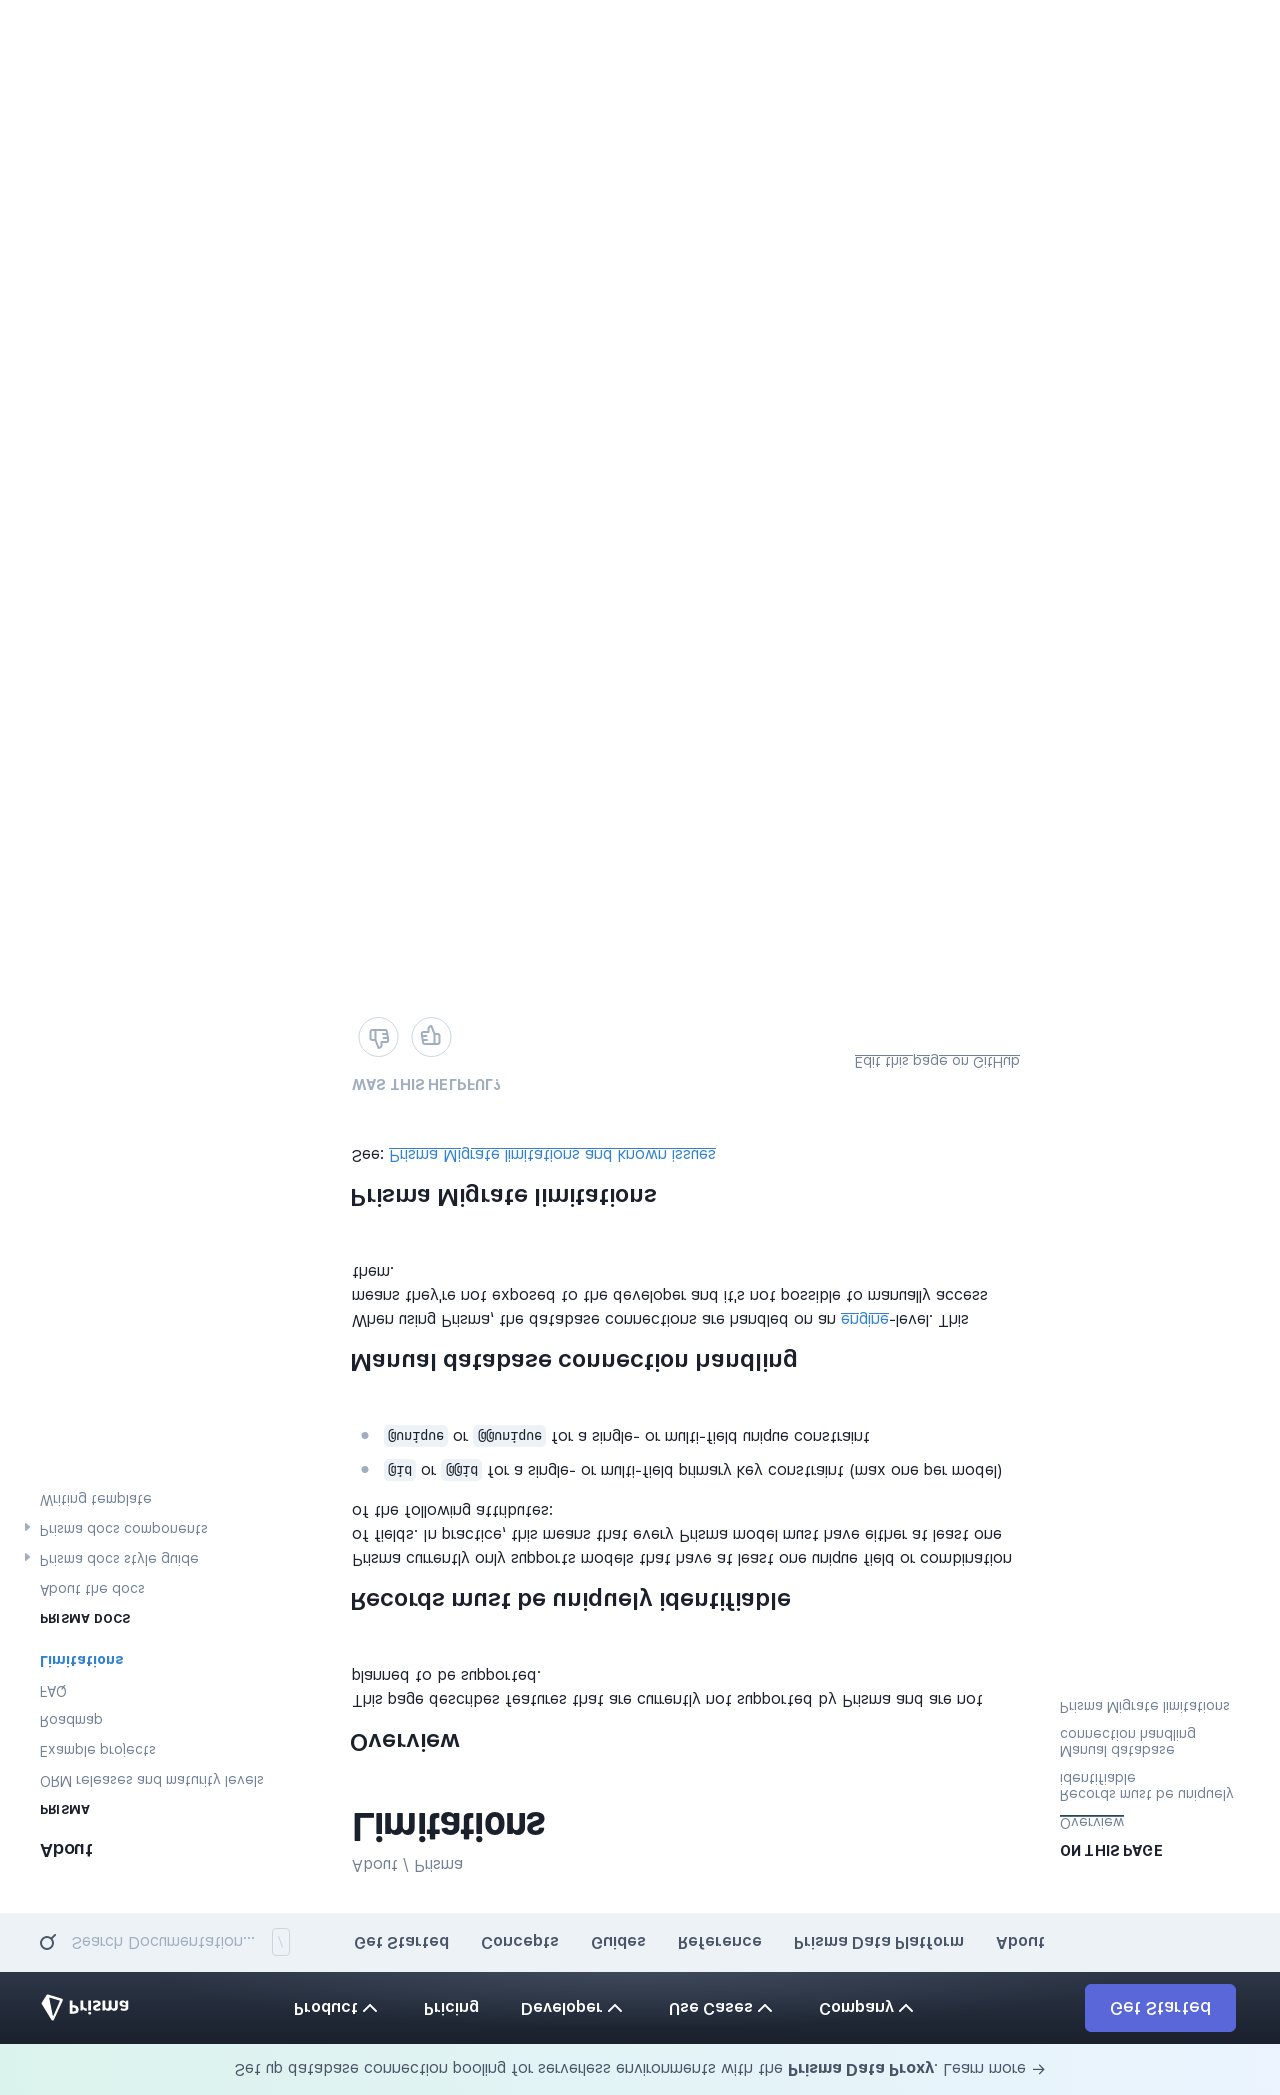 Set up database connection pooling for serverless environments with the Prisma Data Proxy. Learn more →
Prisma
Product
Pricing
Developer
Use Cases
Company
Get Started
Search Documentation...
/
Get Started
Concepts
Guides
Reference
Prisma Data Platform
About
About
PRISMA
ORM releases and maturity levels
Example projects
Roadmap
FAQ
Limitations
PRISMA DOCS
About the docs
Prisma docs style guide
Prisma docs components
Writing template
About / Prisma
Limitations
Overview
This page describes features that are currently not supported by Prisma and are not
planned to be supported.
Records must be uniquely identifiable
Prisma currently only supports models that have at least one unique field or combination
of fields. In practice, this means that every Prisma model must have either at least one
of the following attributes:
@id or @@id for a single- or multi-field primary key constraint (max one per model)
@unique or @@unique for a single- or multi-field unique constraint
Manual database connection handling
When using Prisma, the database connections are handled on an engine-level. This
means they're not exposed to the developer and it's not possible to manually access
them.
Prisma Migrate limitations
See: Prisma Migrate limitations and known issues
WAS THIS HELPFUL?
Edit this page on GitHub
ON THIS PAGE
Overview
Records must be uniquely
identifiable
Manual database
connection handling
Prisma Migrate limitations